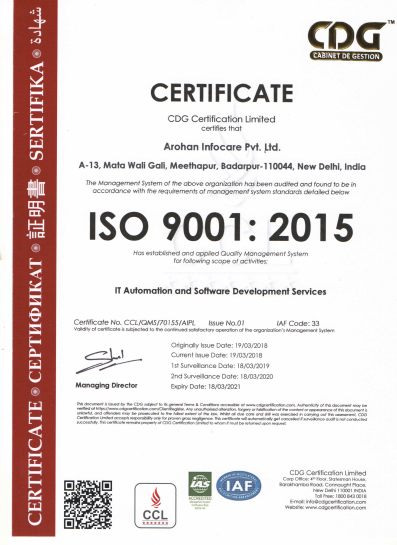 CERTIFICATE ● СЕРТИФИКАТ ● 証明書 ● SERTIFIKA ● شهادة
CDG
TM
CABINET DE GESTION
CERTIFICATE
CDG Certification Limited
certifies that
Arohan Infocare Pvt. Ltd.
A-13, Mata Wali Gali, Meethapur, Badarpur-110044, New Delhi, India
The Management System of the above organization has been audited and found to be in
accordance with the requirements of management system standards detailed below
ISO 9001: 2015
Has established and applied Quality Management System
for following scope of activities:
IT Automation and Software Development Services
Certificate No. CCL/QMS/70155/AIPL Issue No.01 IAF Code: 33
Validity of certificate is subjected to the continued satisfactory operation of the organization's Management System
Originally Issue Date: 19/03/2018
Current Issue Date: 19/03/2018
1st Surveillance Date: 18/03/2019
2nd Surveillance Date: 18/03/2020
Expiry Date: 18/03/2021
Managing Director
This document is issued by the CDG subject to its general Terms & Conditions accessible at www.cdgcertification.com. Authenticity of this document may be
verified at https://www.cdgcertification.com/ClientRegister. Any unauthorized alteration, forgery or falsification of the content or appearance of this document is
unlawful, and offenders may be prosecuted to the fullest extent of the law. Whilst all due care and skill was exercised in carrying out this assessment, CDG
Certification Limited accepts responsibility only for proven gross negligence. This certificate will automatically get cancelled if surveillance audit is not conducted
successfully. This certificate remains property of CDG Certification Limited to whom it must be returned upon request.
CCL
IAS
ACCREDITED
IAF
CDG Certification Limited
Corp Office: 4th Floor, Statesman House,
Barakhamba Road, Connaught Place,
New Delhi 110001 INDIA
Toll Free: 1800 843 0018
E-mail: info@cdgcertification.com
Website: www.cdgcertification.com